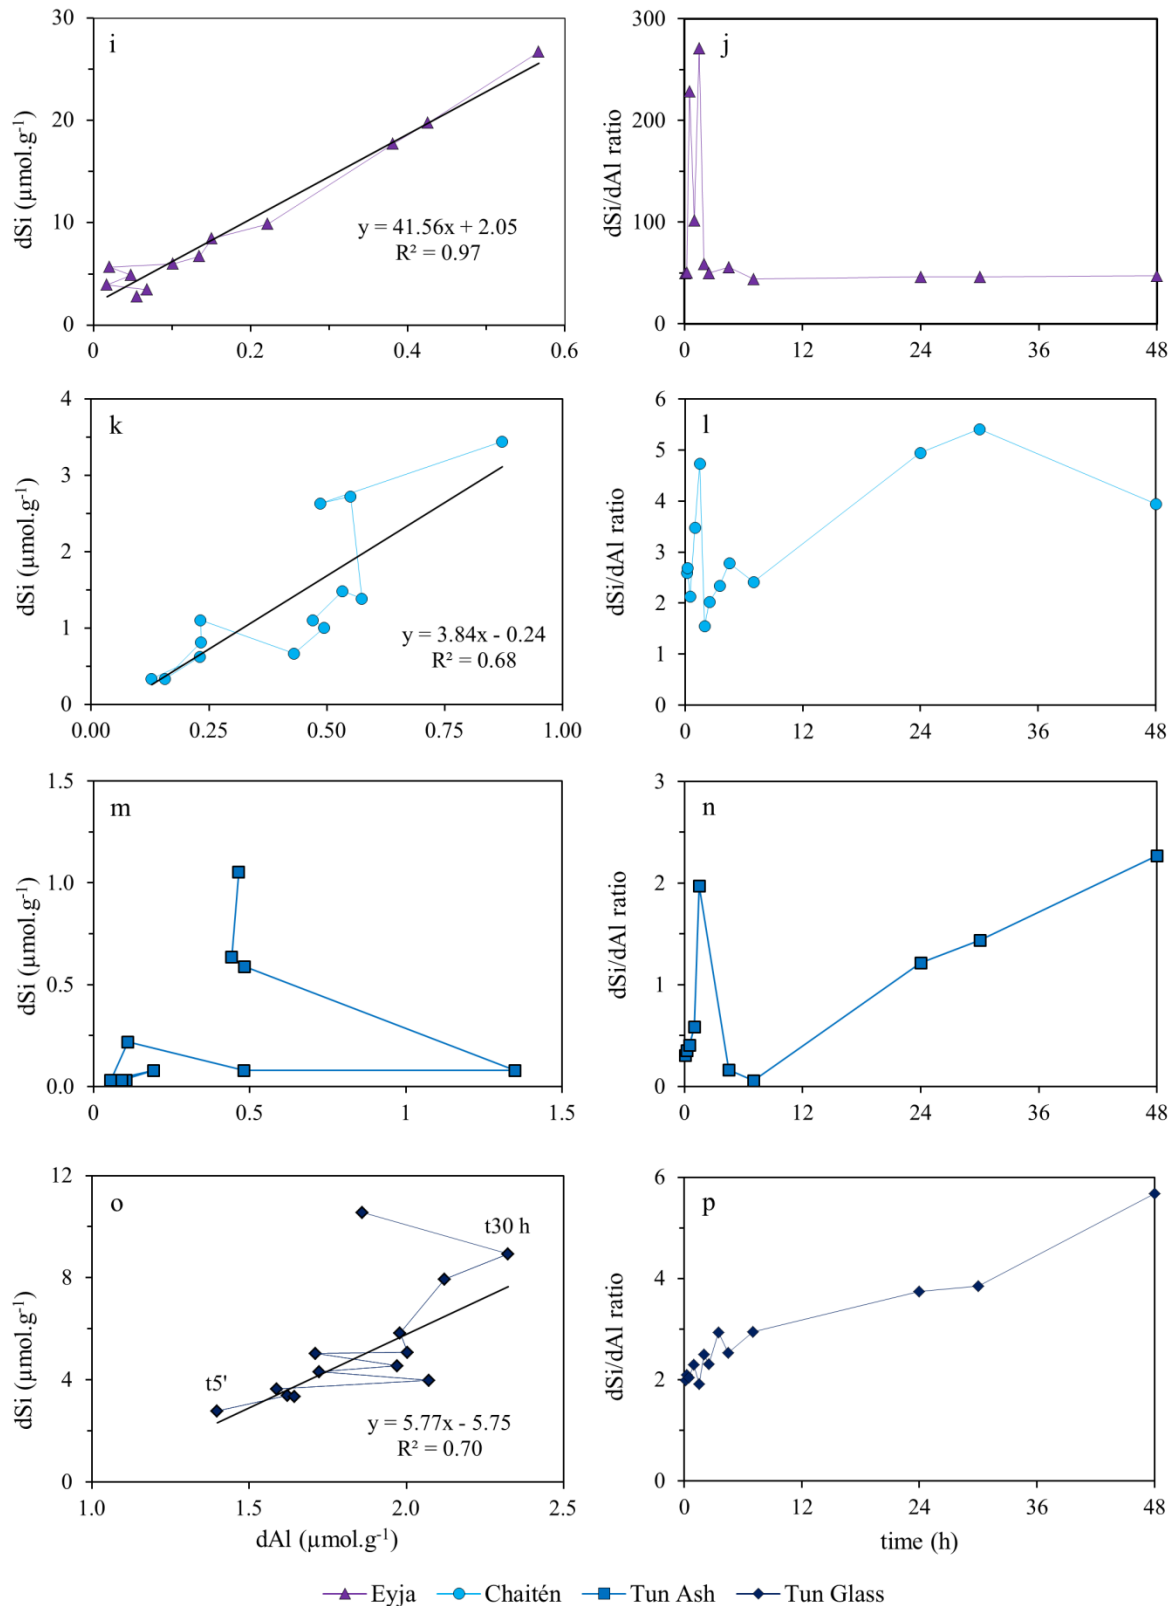 i
30
20
10
0
dSi (µmol.g⁻¹)
y = 41.56x + 2.05
R² = 0.97
0 0.2 0.4 0.6
j
300
200
100
0
dSi/dAl ratio
0 12 24 36 48
k
4
3
2
1
0
dSi (µmol.g⁻¹)
y = 3.84x - 0.24
R² = 0.68
0.00 0.25 0.50 0.75 1.00
l
6
5
4
3
2
1
0
dSi/dAl ratio
0 12 24 36 48
m
1.5
1.0
0.5
0.0
dSi (µmol.g⁻¹)
0 0.5 1 1.5
n
3
2
1
0
dSi/dAl ratio
0 12 24 36 48
o
12
8
4
0
dSi (µmol.g⁻¹)
t30 h
t5'
y = 5.77x - 5.75
R² = 0.70
1.0 1.5 2.0 2.5
dAl (µmol.g⁻¹)
p
6
4
2
0
dSi/dAl ratio
0 12 24 36 48
time (h)
Eyja Chaitén Tun Ash Tun Glass